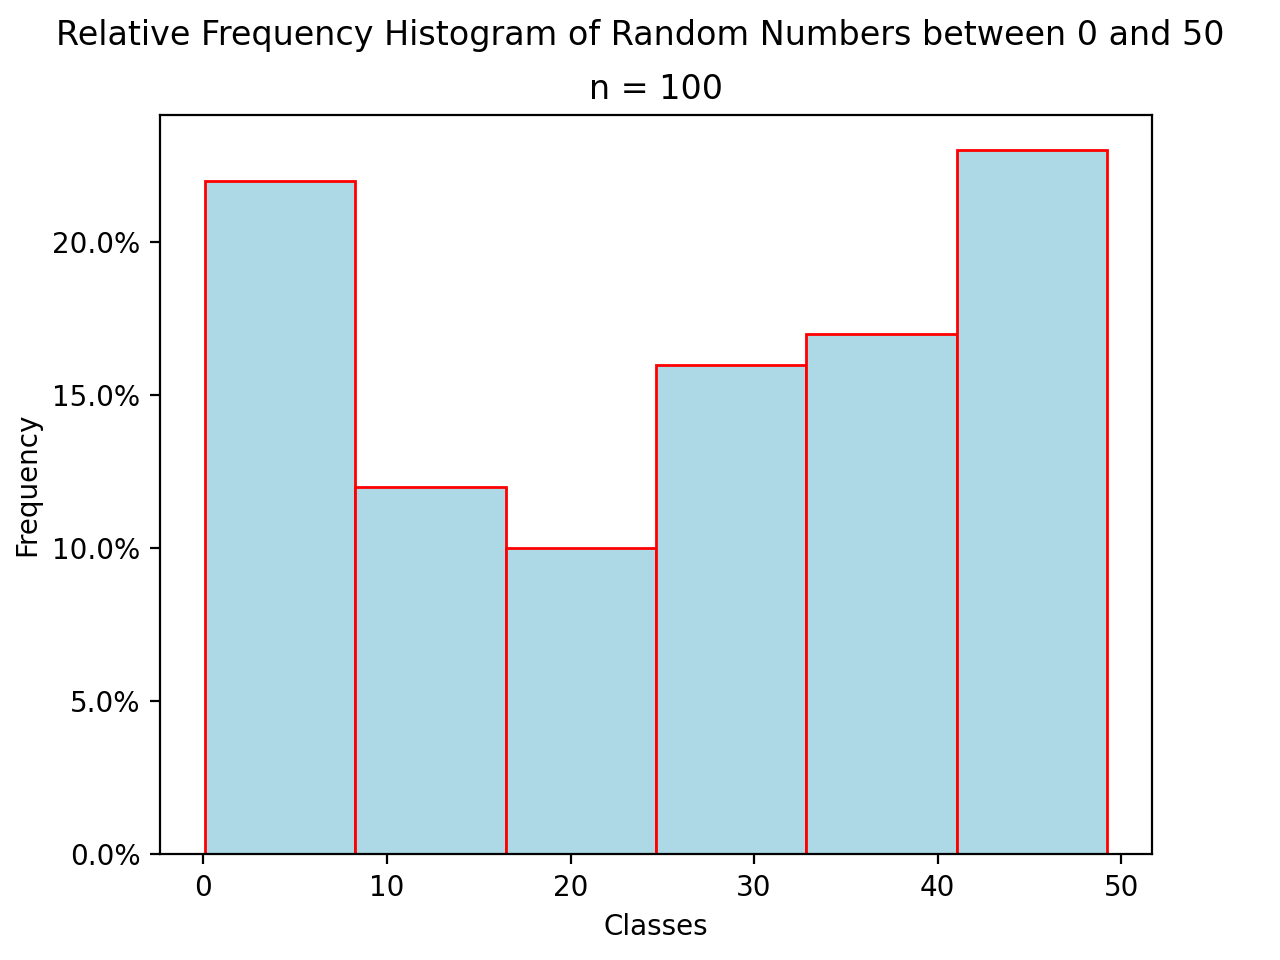 Relative Frequency Histogram of Random Numbers between 0 and 50
n = 100
20.0%
15.0%
10.0%
5.0%
0.0%
Frequency
0 10 20 30 40 50
Classes